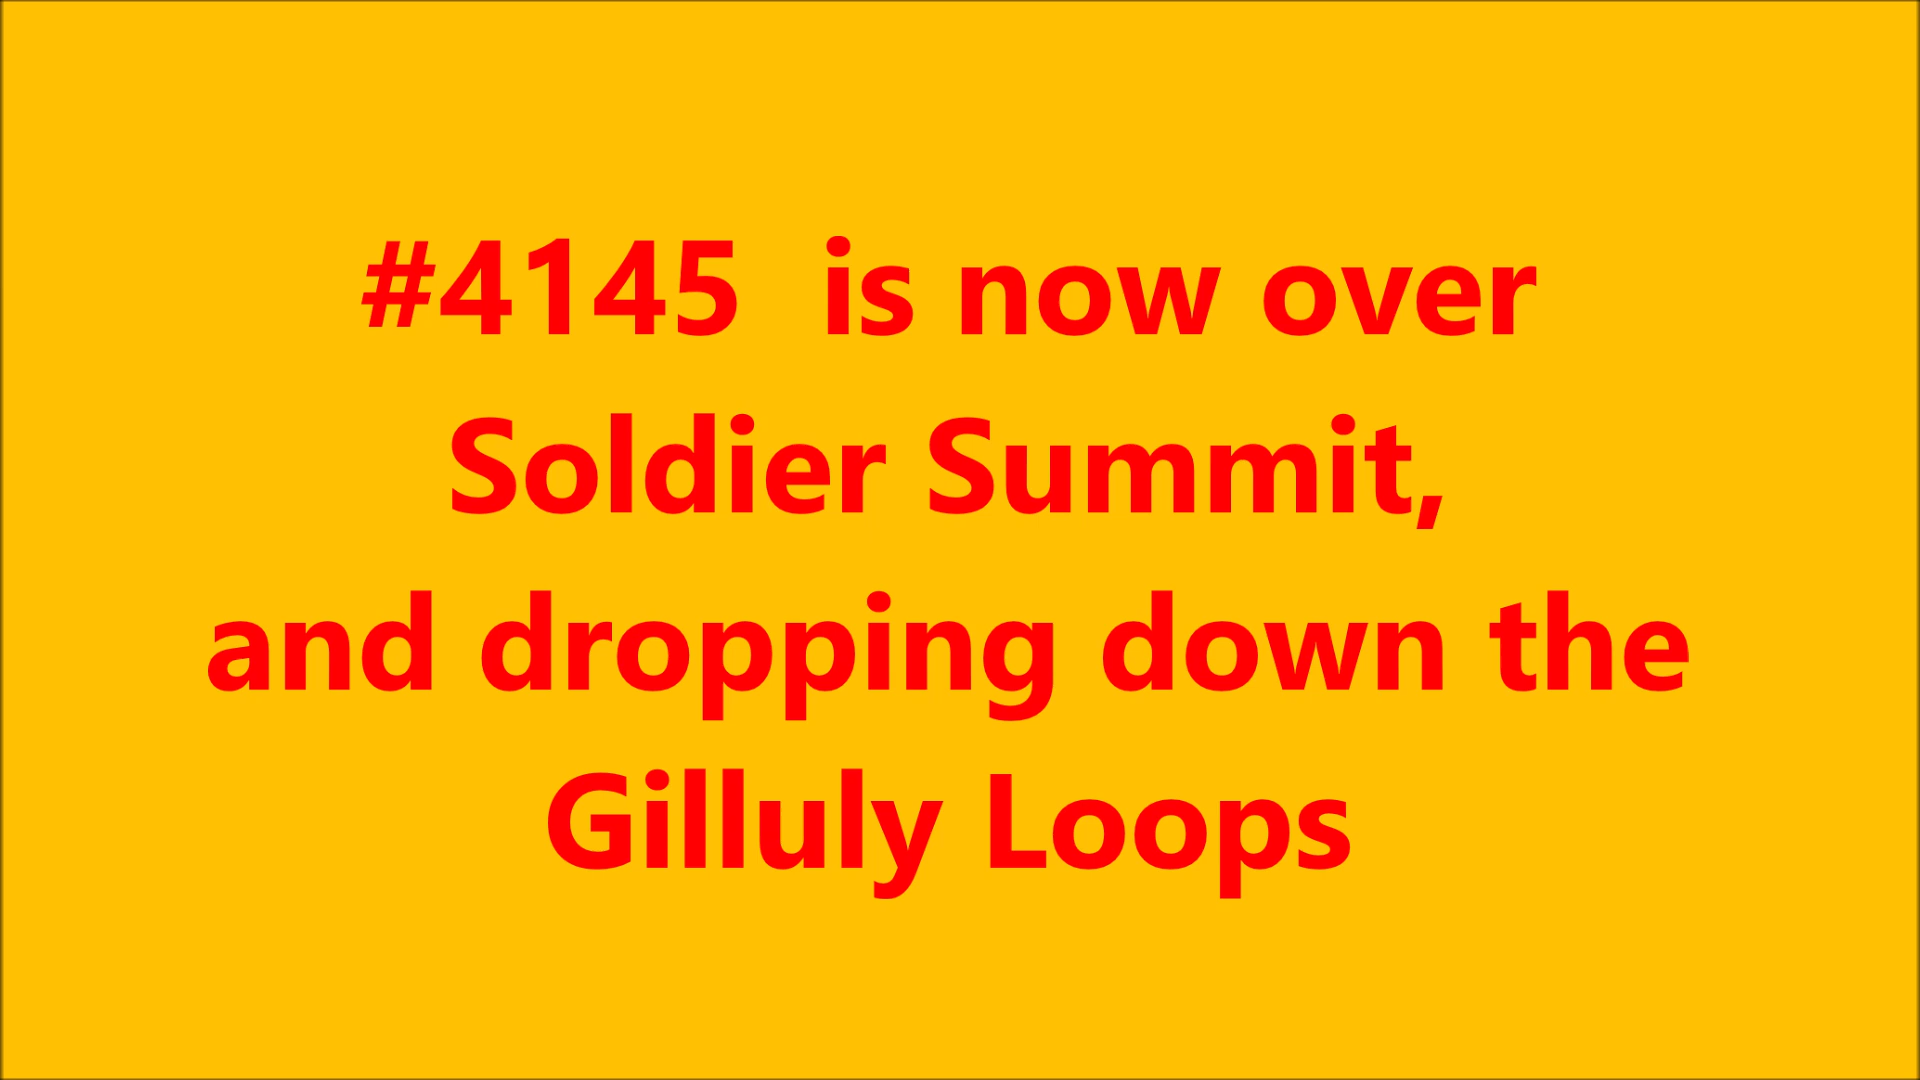 #4145  is now over
Soldier Summit,
and dropping down the
Gilluly Loops